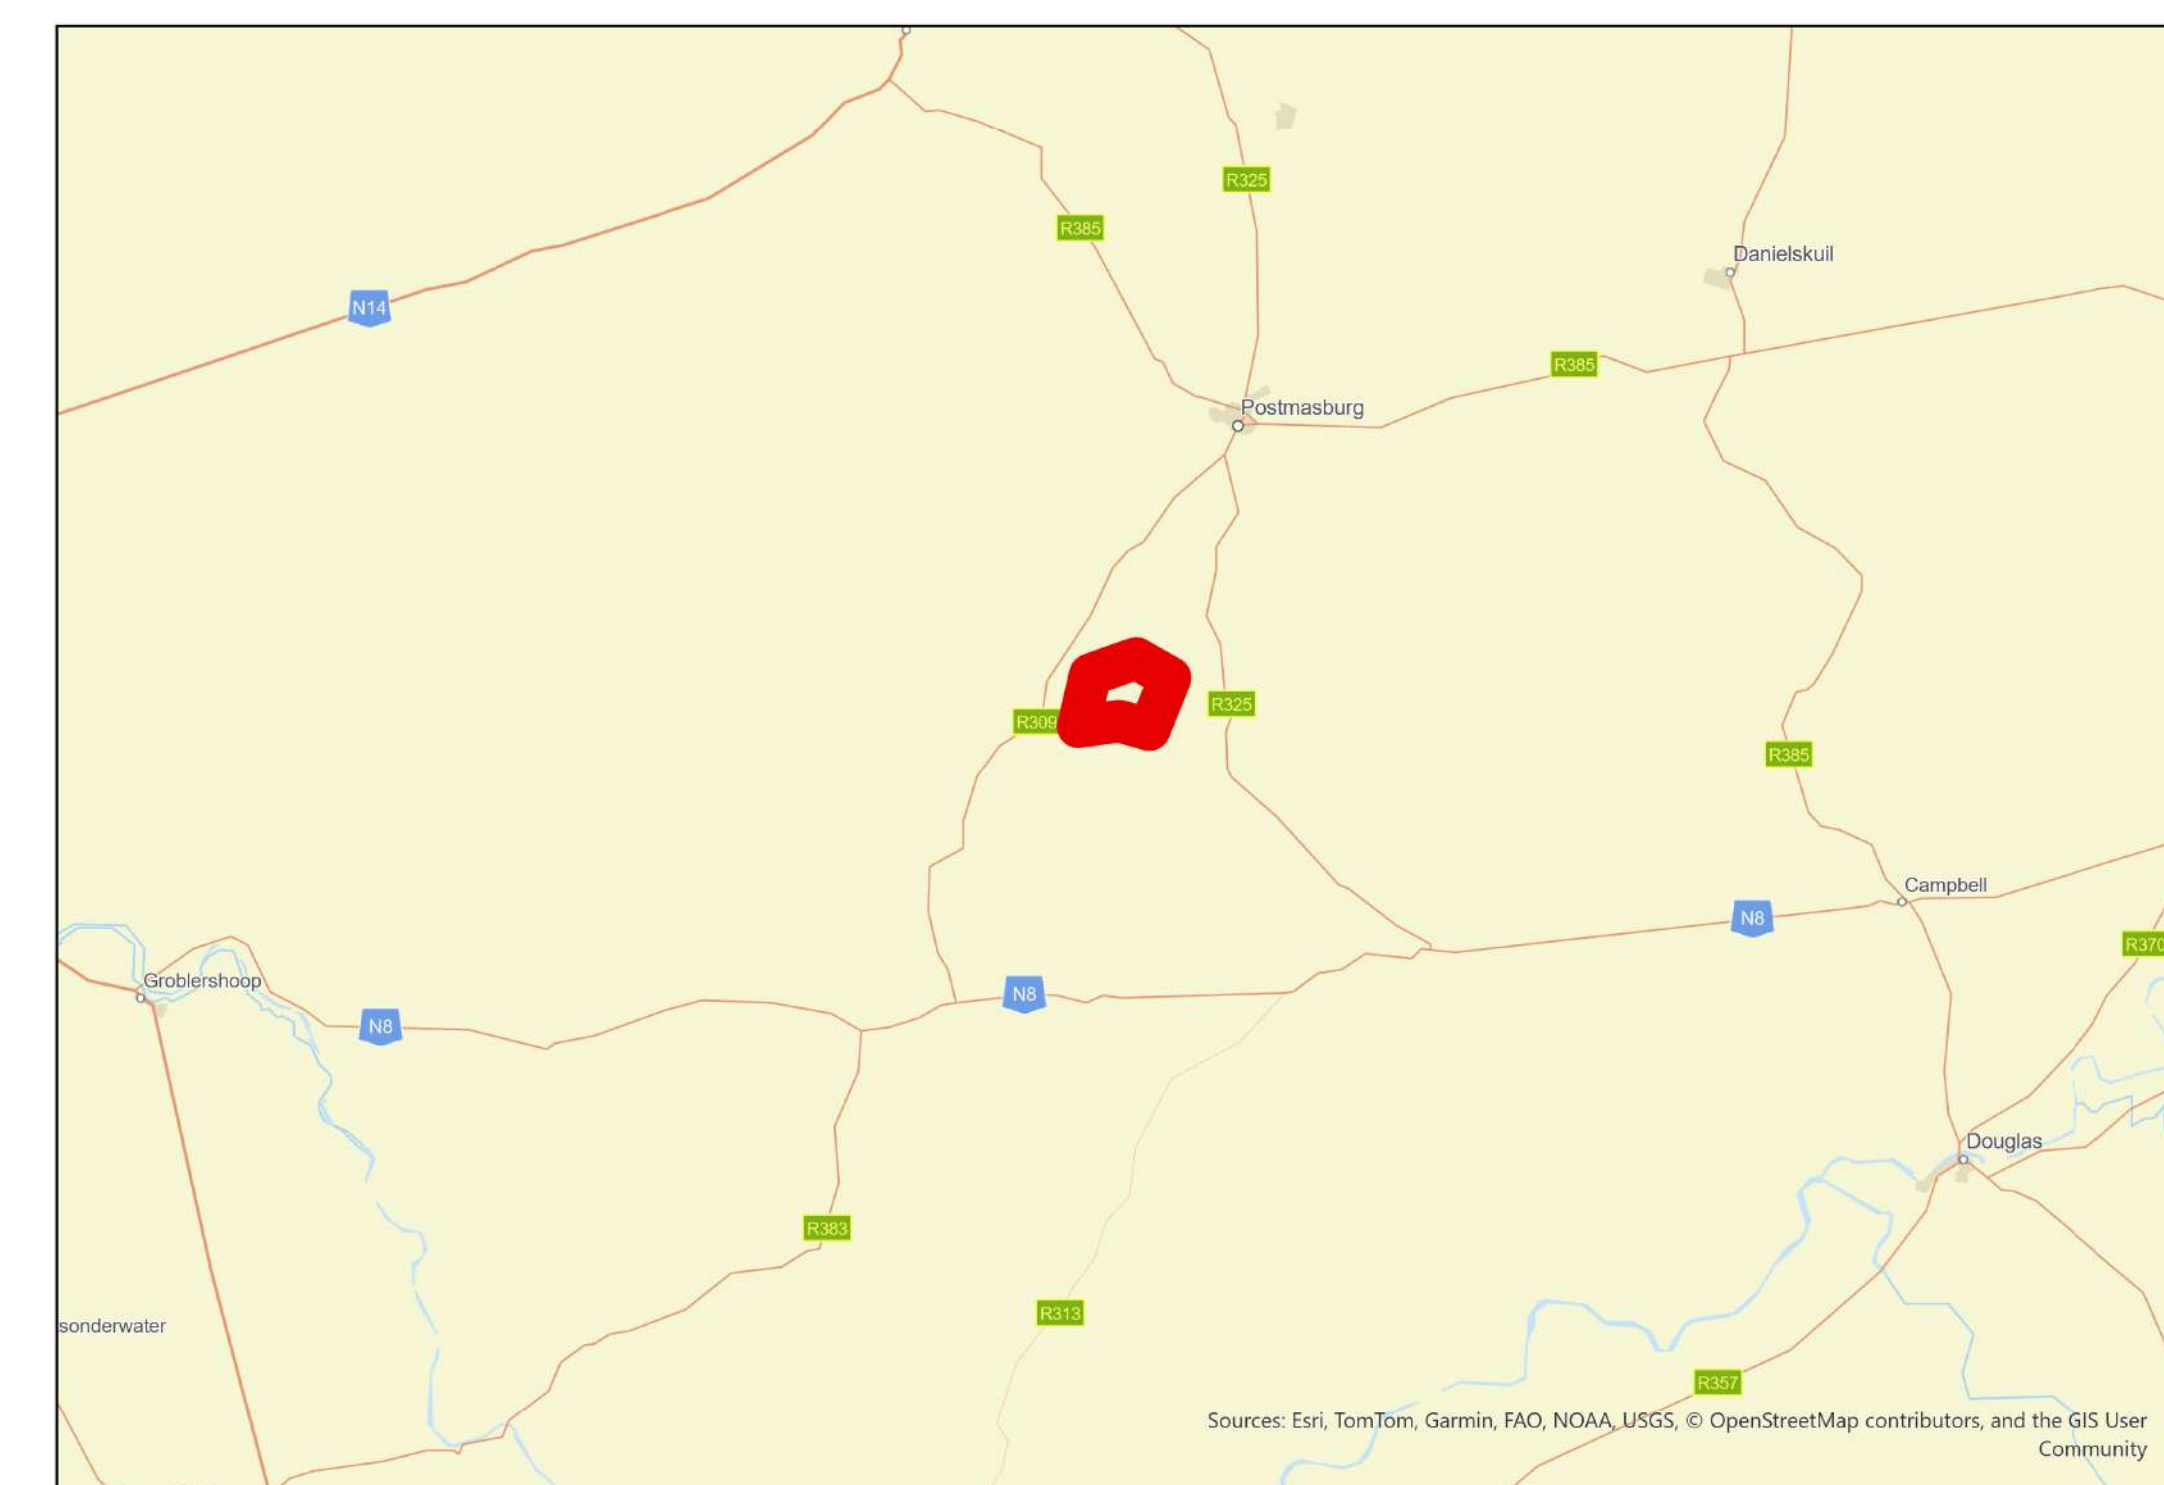 R325
R385
Danielskuil
N14
R385
Postmasburg
R325
R309
R385
Campbell
N8
R370
Groblershoop
N8
N8
Douglas
R383
R313
sonderwater
R357
Sources: Esri, TomTom, Garmin, FAO, NOAA, USGS, © OpenStreetMap contributors, and the GIS User
Community